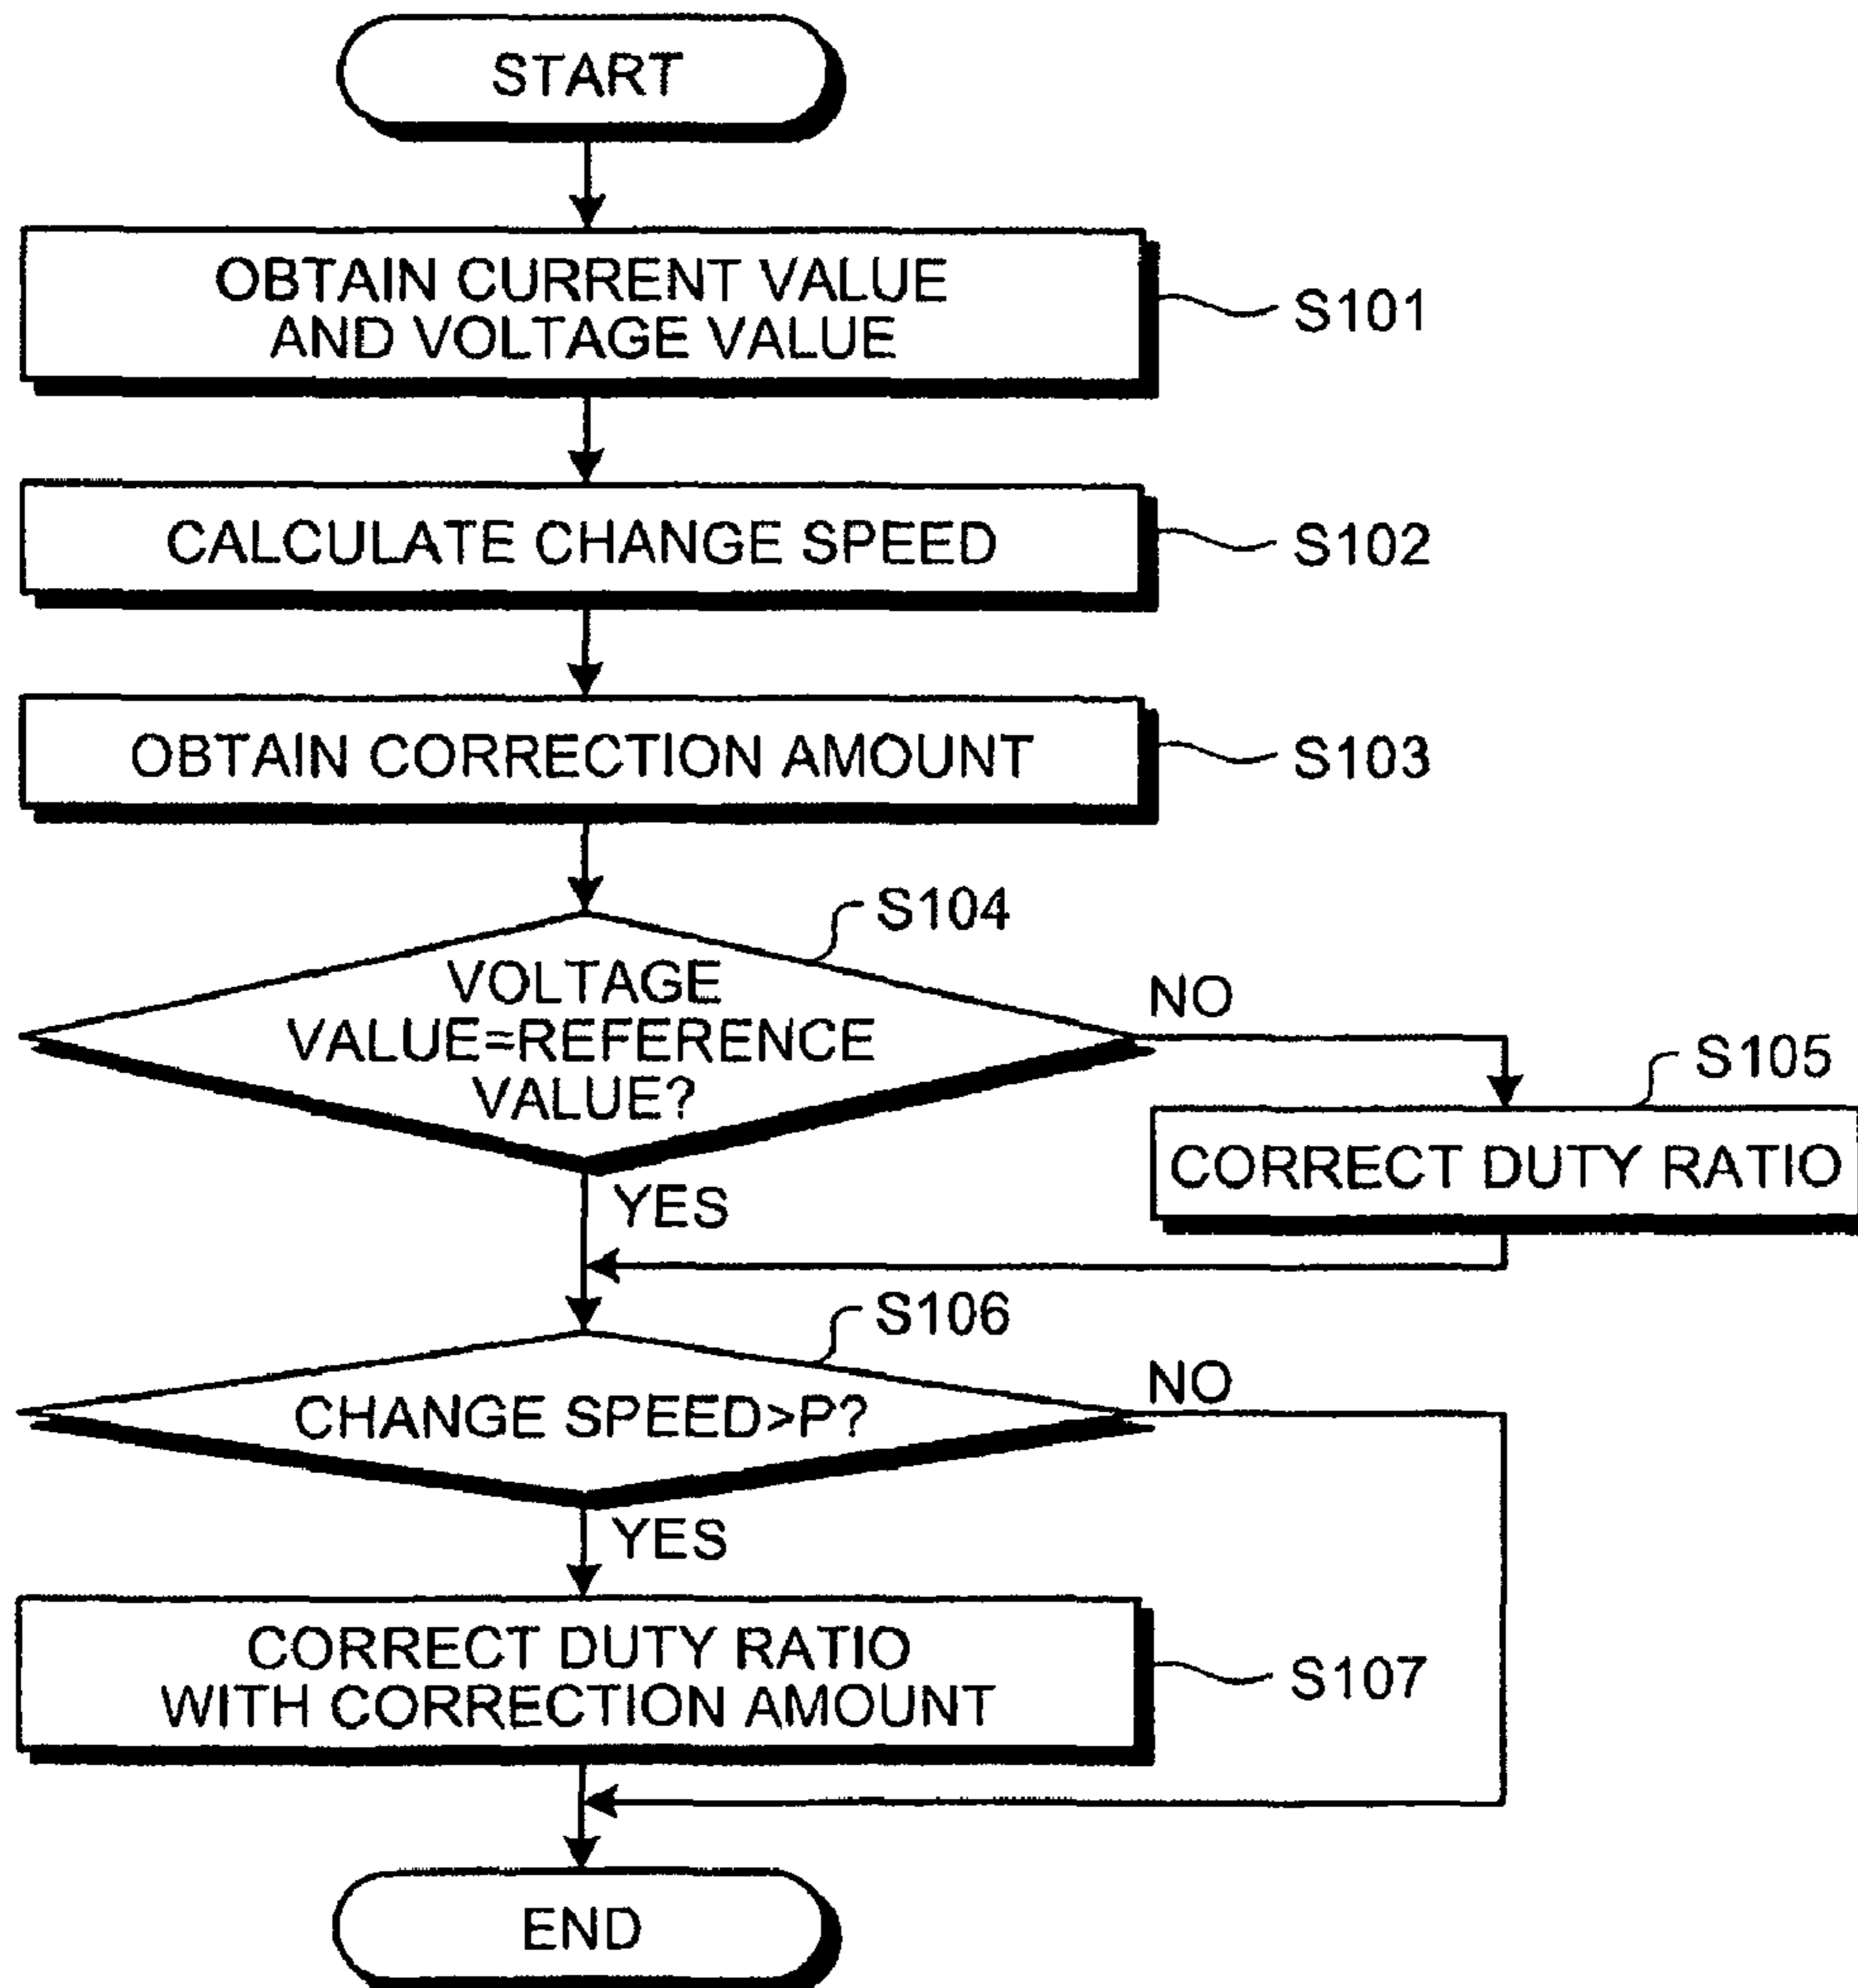 START
OBTAIN CURRENT VALUE
AND VOLTAGE VALUE
S101
CALCULATE CHANGE SPEED
S102
OBTAIN CORRECTION AMOUNT
S103
S104
VOLTAGE
VALUE=REFERENCE
VALUE?
NO
S105
CORRECT DUTY RATIO
YES
S106
CHANGE SPEED>P?
NO
YES
CORRECT DUTY RATIO
WITH CORRECTION AMOUNT
S107
END